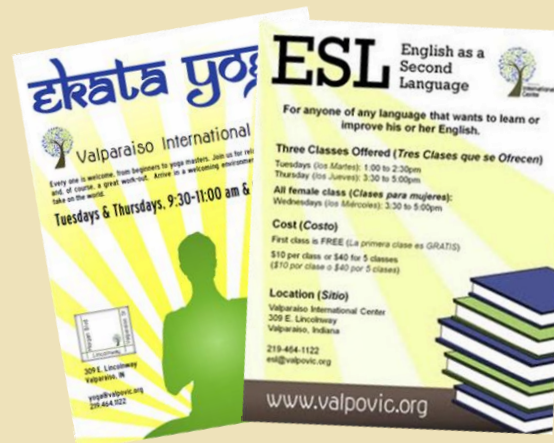 ekata yog
Valparaiso International
Every one is welcome, from beginners to yoga masters. Join us for rel
and, of course, a great work-out. Arrive in a welcoming environmen
take on the world.
Tuesdays & Thursdays, 9:30-11:00 am &
LINCOLNWAY
309 E. Lincolnway
Valparaiso, IN
yoga@valpovic.org
219.464.1122
ESL
English as a
Second
Language
International
Center
For anyone of any language that wants to learn or
improve his or her English.
Three Classes Offered (Tres Clases que se Ofrecen)
Tuesdays (los Martes): 1:00 to 2:30pm
Thursday (los Jueves): 3:30 to 5:00pm
All female class (Clases para mujeres):
Wednesdays (los Miércoles): 3:30 to 5:00pm
Cost (Costo)
First class is FREE (La primera clase es GRATIS)
$10 per class or $40 for 5 classes
($10 por clase o $40 por 5 clases)
Location (Sitio)
Valparaiso International Center
309 E. Lincolnway
Valparaiso, Indiana
219-464-1122
esl@valpovic.org
www.valpovic.org